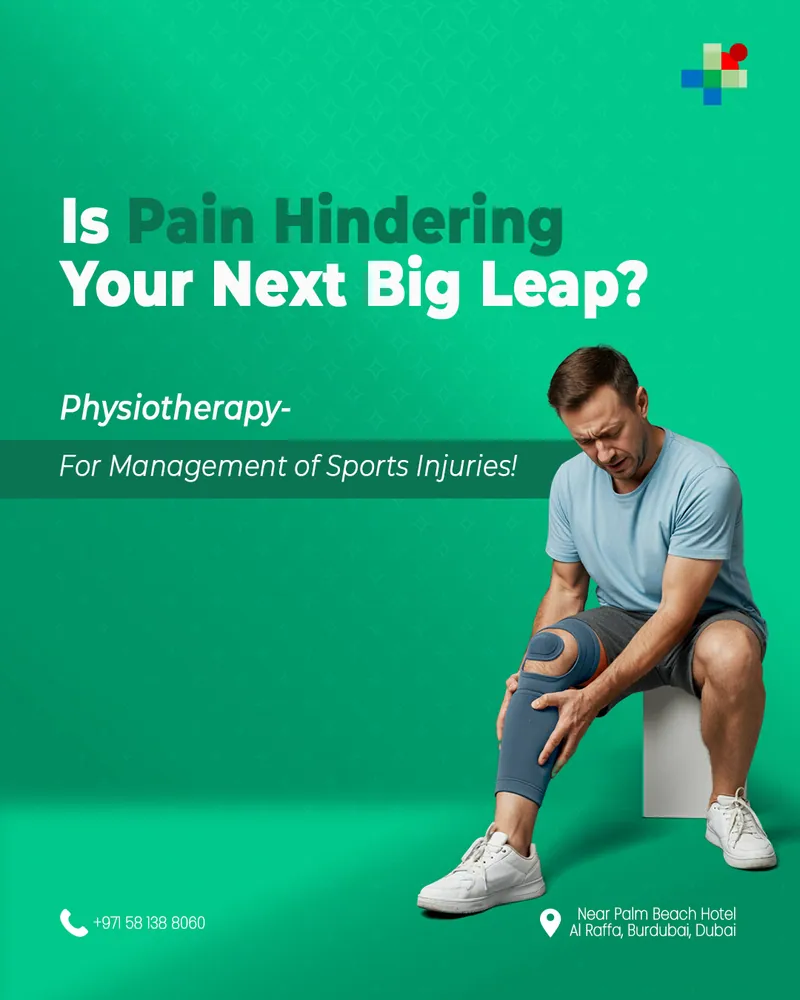 Is Pain Hindering
Your Next Big Leap?
Physiotherapy-
For Management of Sports Injuries!
+971 58 138 8060
Near Palm Beach Hotel
Al Raffa, Burdubai, Dubai